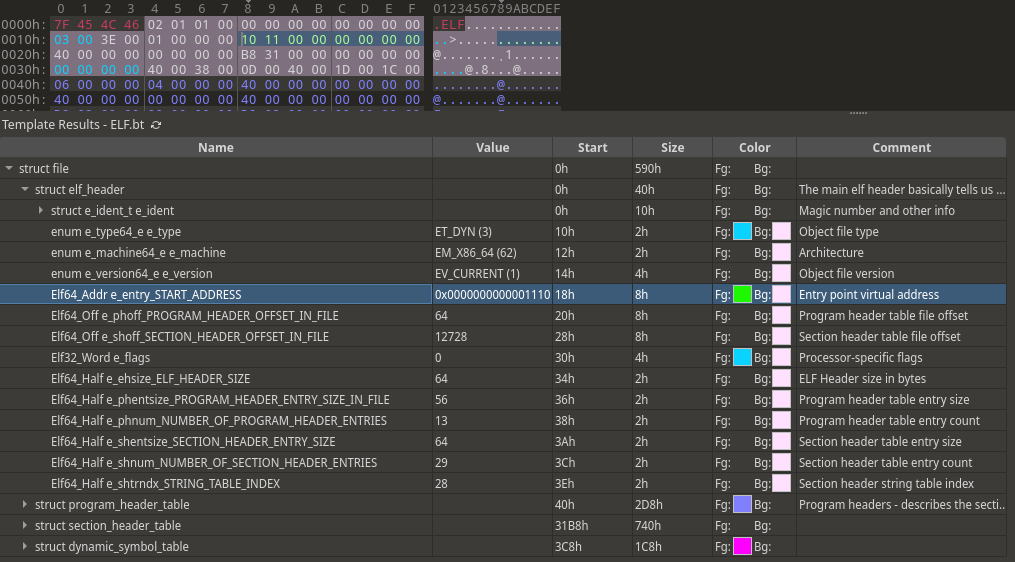 0 1 2 3 4 5 6 7 8 9 A B C D E F 0123456789ABCDEF
0000h: 7F 45 4C 46 02 01 01 00 00 00 00 00 00 00 00 00 .ELF............
0010h: 03 00 3E 00 01 00 00 00 10 11 00 00 00 00 00 00 ..>.............
0020h: 40 00 00 00 00 00 00 00 B8 31 00 00 00 00 00 00 @.......¸1......
0030h: 00 00 00 00 40 00 38 00 0D 00 40 00 1D 00 1C 00 ....@.8...@.....
0040h: 06 00 00 00 04 00 00 00 40 00 00 00 00 00 00 00 ........@.......
0050h: 40 00 00 00 00 00 00 00 40 00 00 00 00 00 00 00 @.......@.......
Template Results - ELF.bt
Name Value Start Size Color Comment
struct file 0h 590h Fg: Bg:
struct elf_header 0h 40h Fg: Bg: The main elf header basically tells us ...
struct e_ident_t e_ident 0h 10h Fg: Bg: Magic number and other info
enum e_type64_e e_type ET_DYN (3) 10h 2h Fg: Bg: Object file type
enum e_machine64_e e_machine EM_X86_64 (62) 12h 2h Fg: Bg: Architecture
enum e_version64_e e_version EV_CURRENT (1) 14h 4h Fg: Bg: Object file version
Elf64_Addr e_entry_START_ADDRESS 0x0000000000001110 18h 8h Fg: Bg: Entry point virtual address
Elf64_Off e_phoff_PROGRAM_HEADER_OFFSET_IN_FILE 64 20h 8h Fg: Bg: Program header table file offset
Elf64_Off e_shoff_SECTION_HEADER_OFFSET_IN_FILE 12728 28h 8h Fg: Bg: Section header table file offset
Elf32_Word e_flags 0 30h 4h Fg: Bg: Processor-specific flags
Elf64_Half e_ehsize_ELF_HEADER_SIZE 64 34h 2h Fg: Bg: ELF Header size in bytes
Elf64_Half e_phentsize_PROGRAM_HEADER_ENTRY_SIZE_IN_FILE 56 36h 2h Fg: Bg: Program header table entry size
Elf64_Half e_phnum_NUMBER_OF_PROGRAM_HEADER_ENTRIES 13 38h 2h Fg: Bg: Program header table entry count
Elf64_Half e_shentsize_SECTION_HEADER_ENTRY_SIZE 64 3Ah 2h Fg: Bg: Section header table entry size
Elf64_Half e_shnum_NUMBER_OF_SECTION_HEADER_ENTRIES 29 3Ch 2h Fg: Bg: Section header table entry count
Elf64_Half e_shtrndx_STRING_TABLE_INDEX 28 3Eh 2h Fg: Bg: Section header string table index
struct program_header_table 40h 2D8h Fg: Bg: Program headers - describes the secti..
struct section_header_table 31B8h 740h Fg: Bg:
struct dynamic_symbol_table 3C8h 1C8h Fg: Bg: